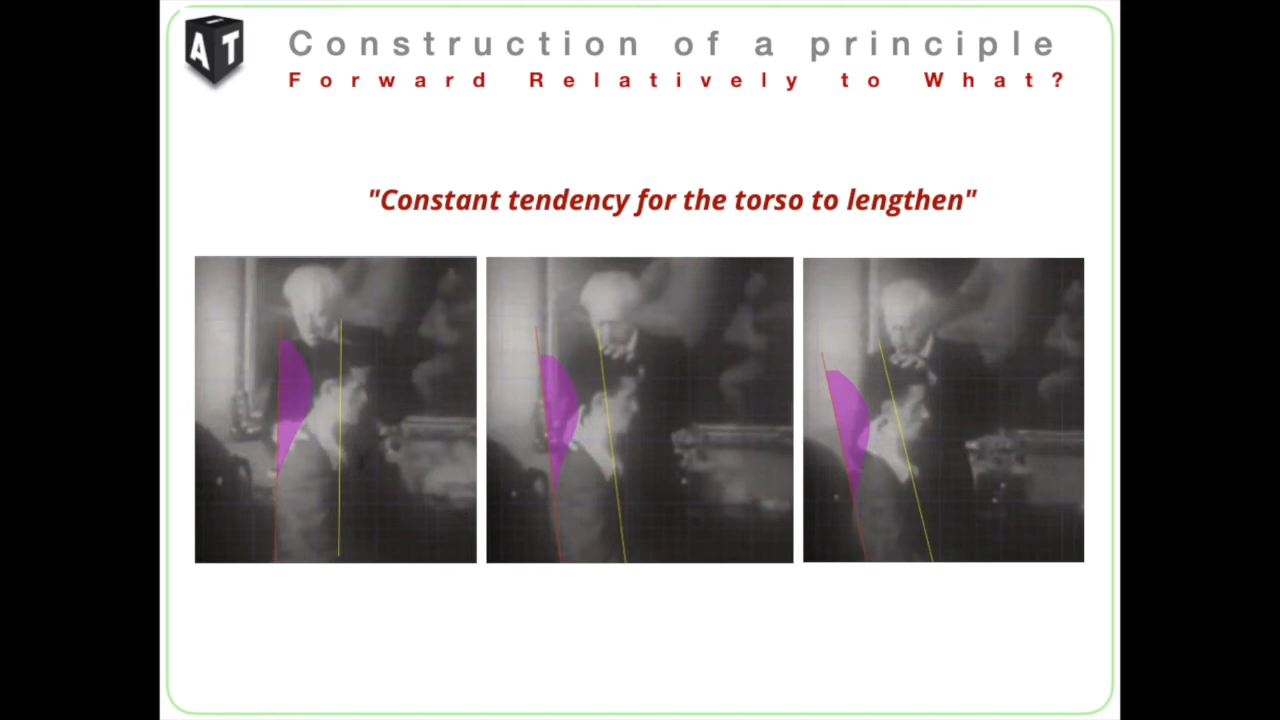 AT
Construction of a principle
Forward Relatively to What?
"Constant tendency for the torso to lengthen"